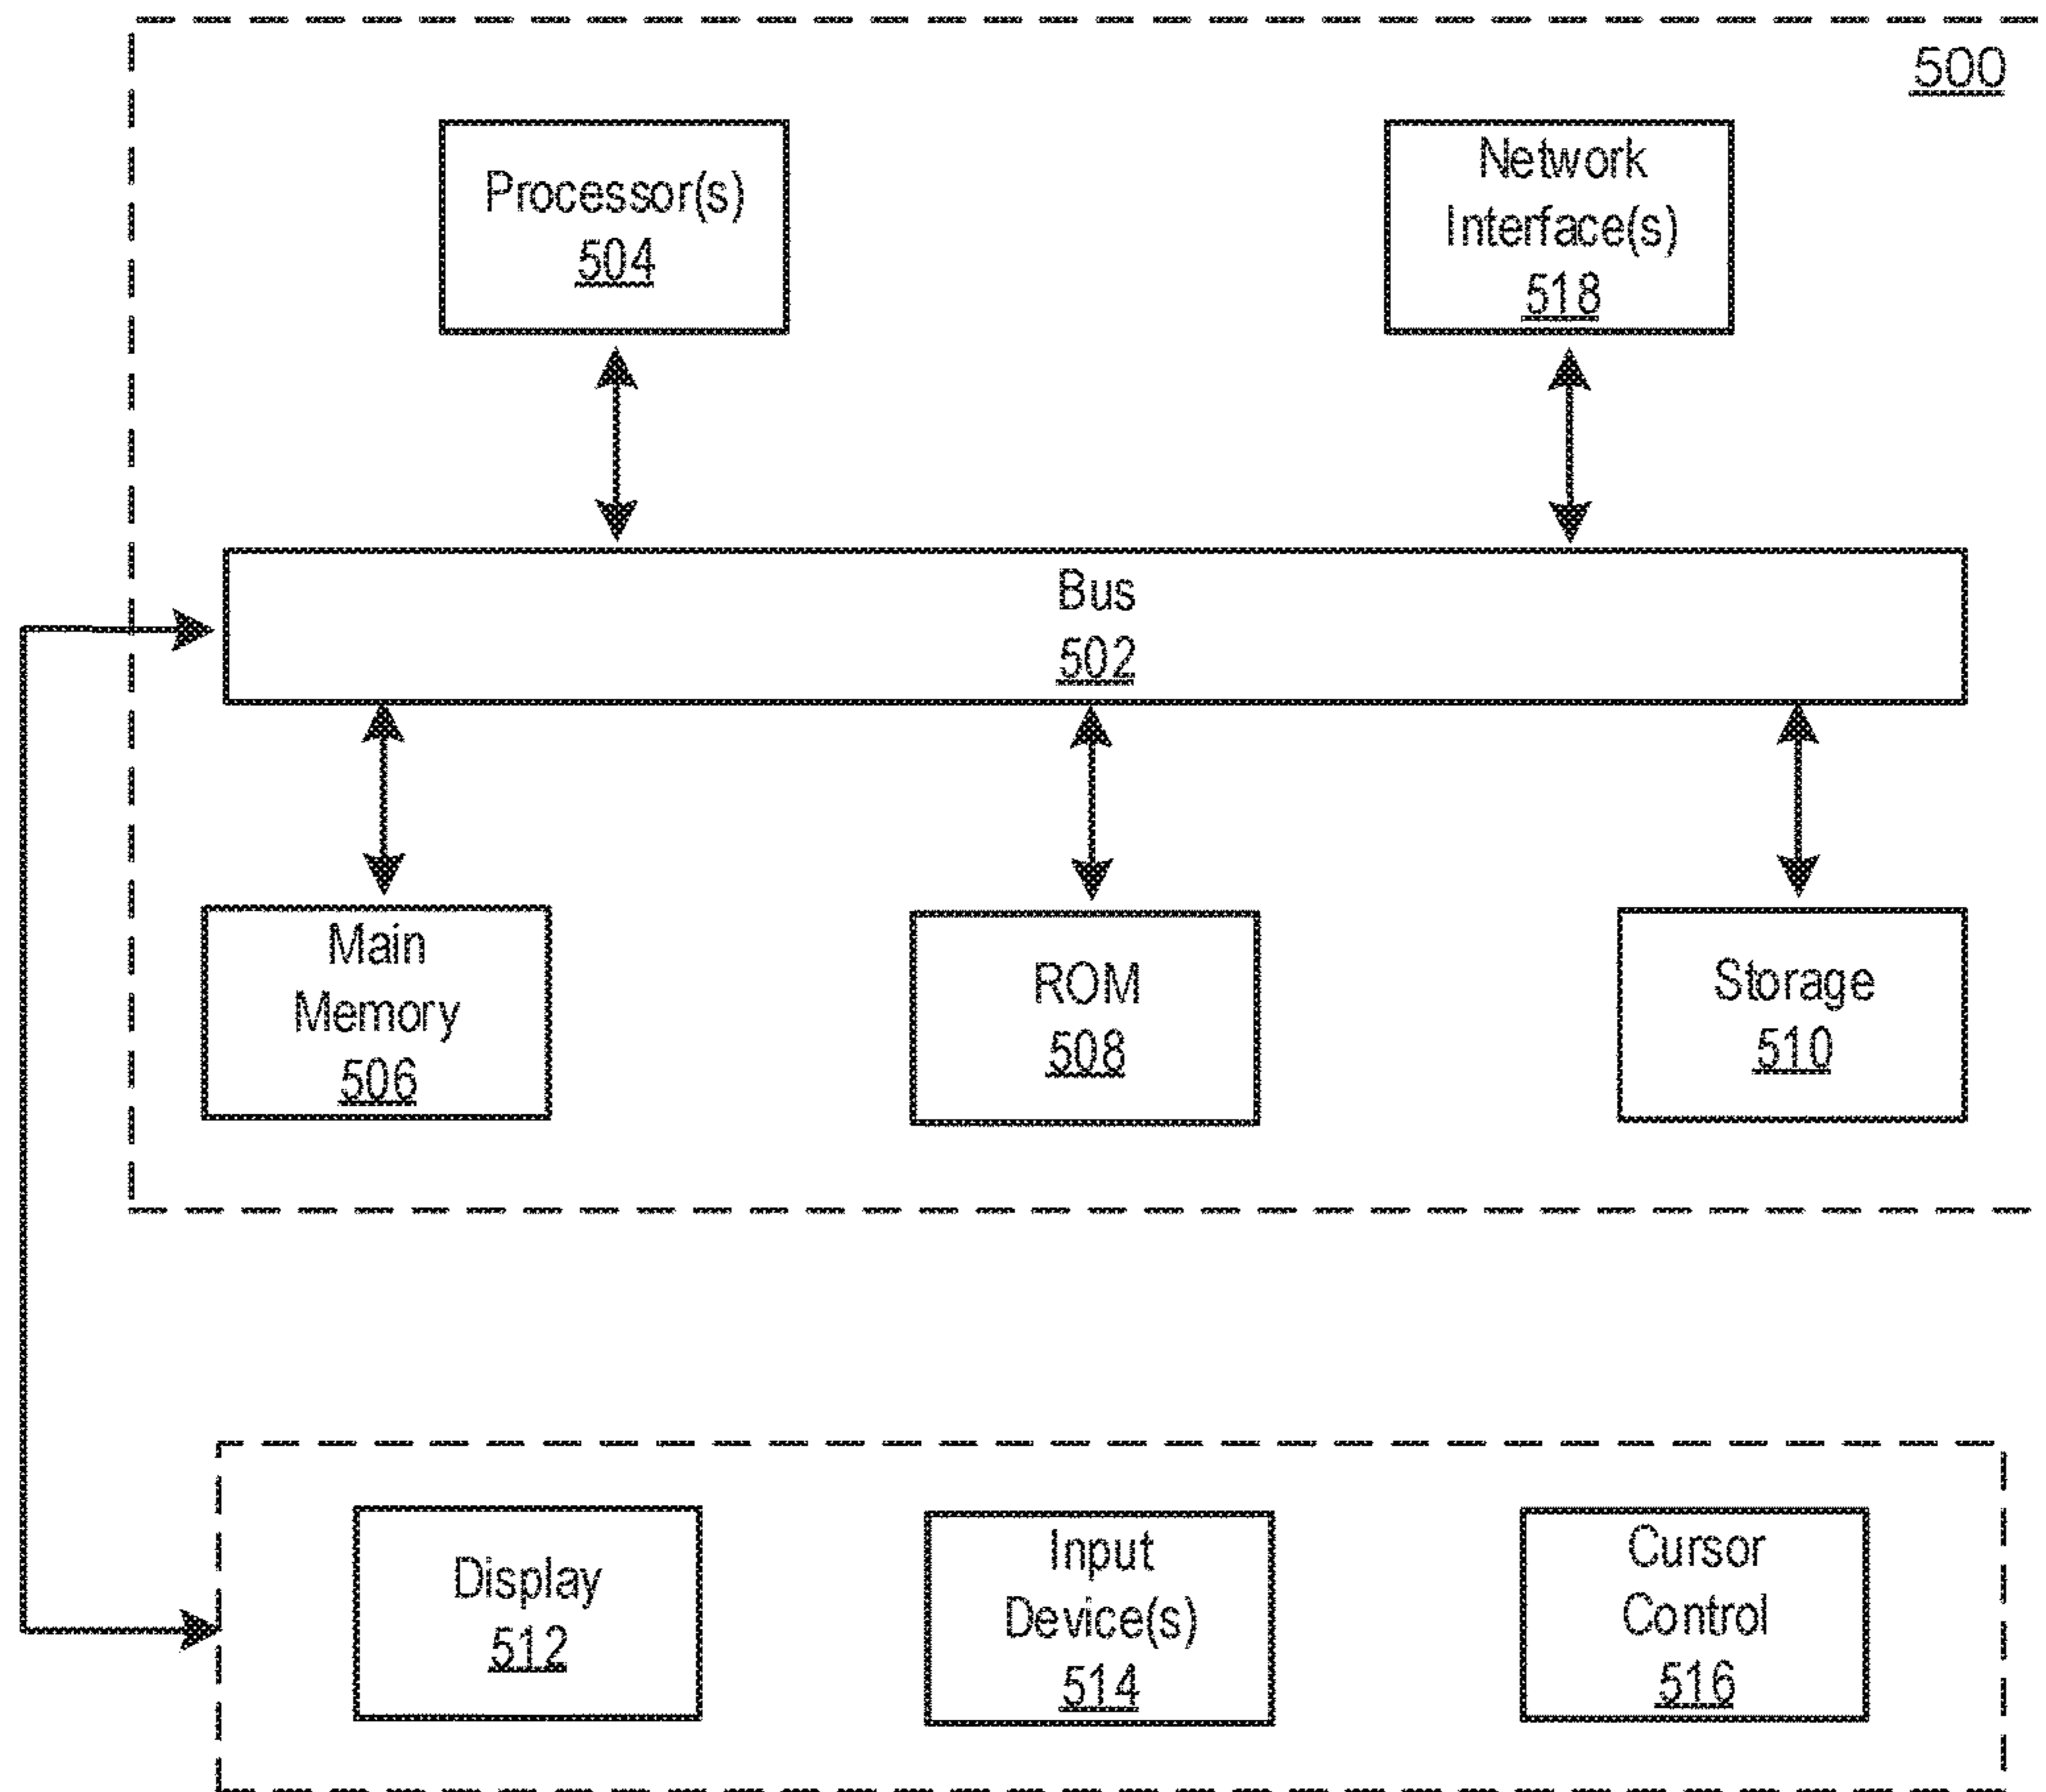 500
Processor(s)
504
Network
Interface(s)
518
Bus
502
Main
Memory
506
ROM
508
Storage
510
Display
512
Input
Device(s)
514
Cursor
Control
516